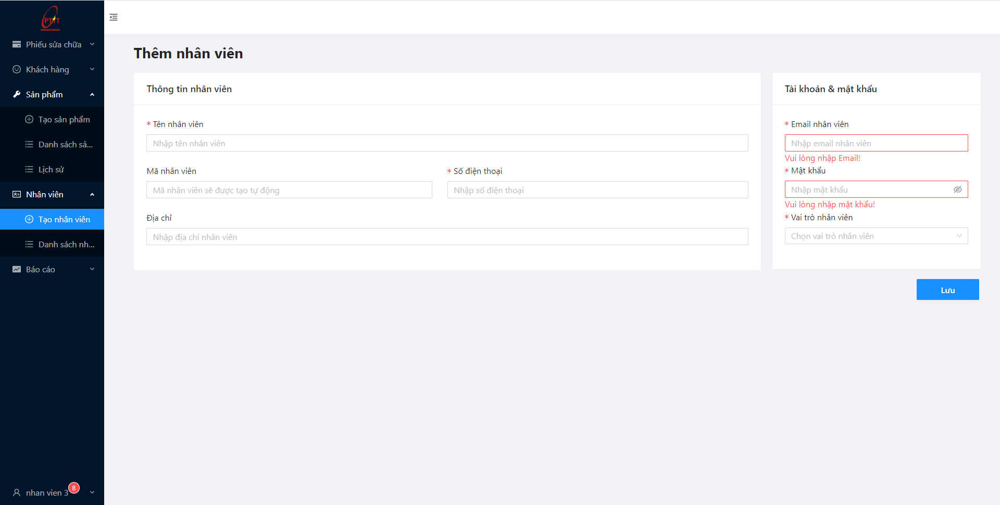 PTIT
Phiếu sửa chữa
Khách hàng
Sản phẩm
Tạo sản phẩm
Danh sách sả...
Lịch sử
Nhân viên
Tạo nhân viên
Danh sách nh...
Báo cáo
nhan vien 3
8
Thêm nhân viên
Thông tin nhân viên
* Tên nhân viên
Nhập tên nhân viên
Mã nhân viên
Mã nhân viên sẽ được tạo tự động
* Số điện thoại
Nhập số điện thoại
Địa chỉ
Nhập địa chỉ nhân viên
Tài khoản & mật khẩu
* Email nhân viên
Nhập email nhân viên
Vui lòng nhập Email!
* Mật khẩu
Nhập mật khẩu
Vui lòng nhập mật khẩu!
* Vai trò nhân viên
Chọn vai trò nhân viên
Lưu